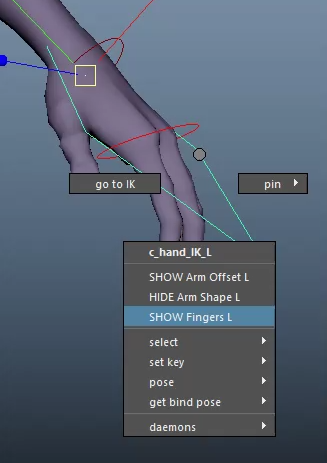 go to IK
pin
c_hand_IK_L
SHOW Arm Offset L
HIDE Arm Shape L
SHOW Fingers L
select
set key
pose
get bind pose
daemons